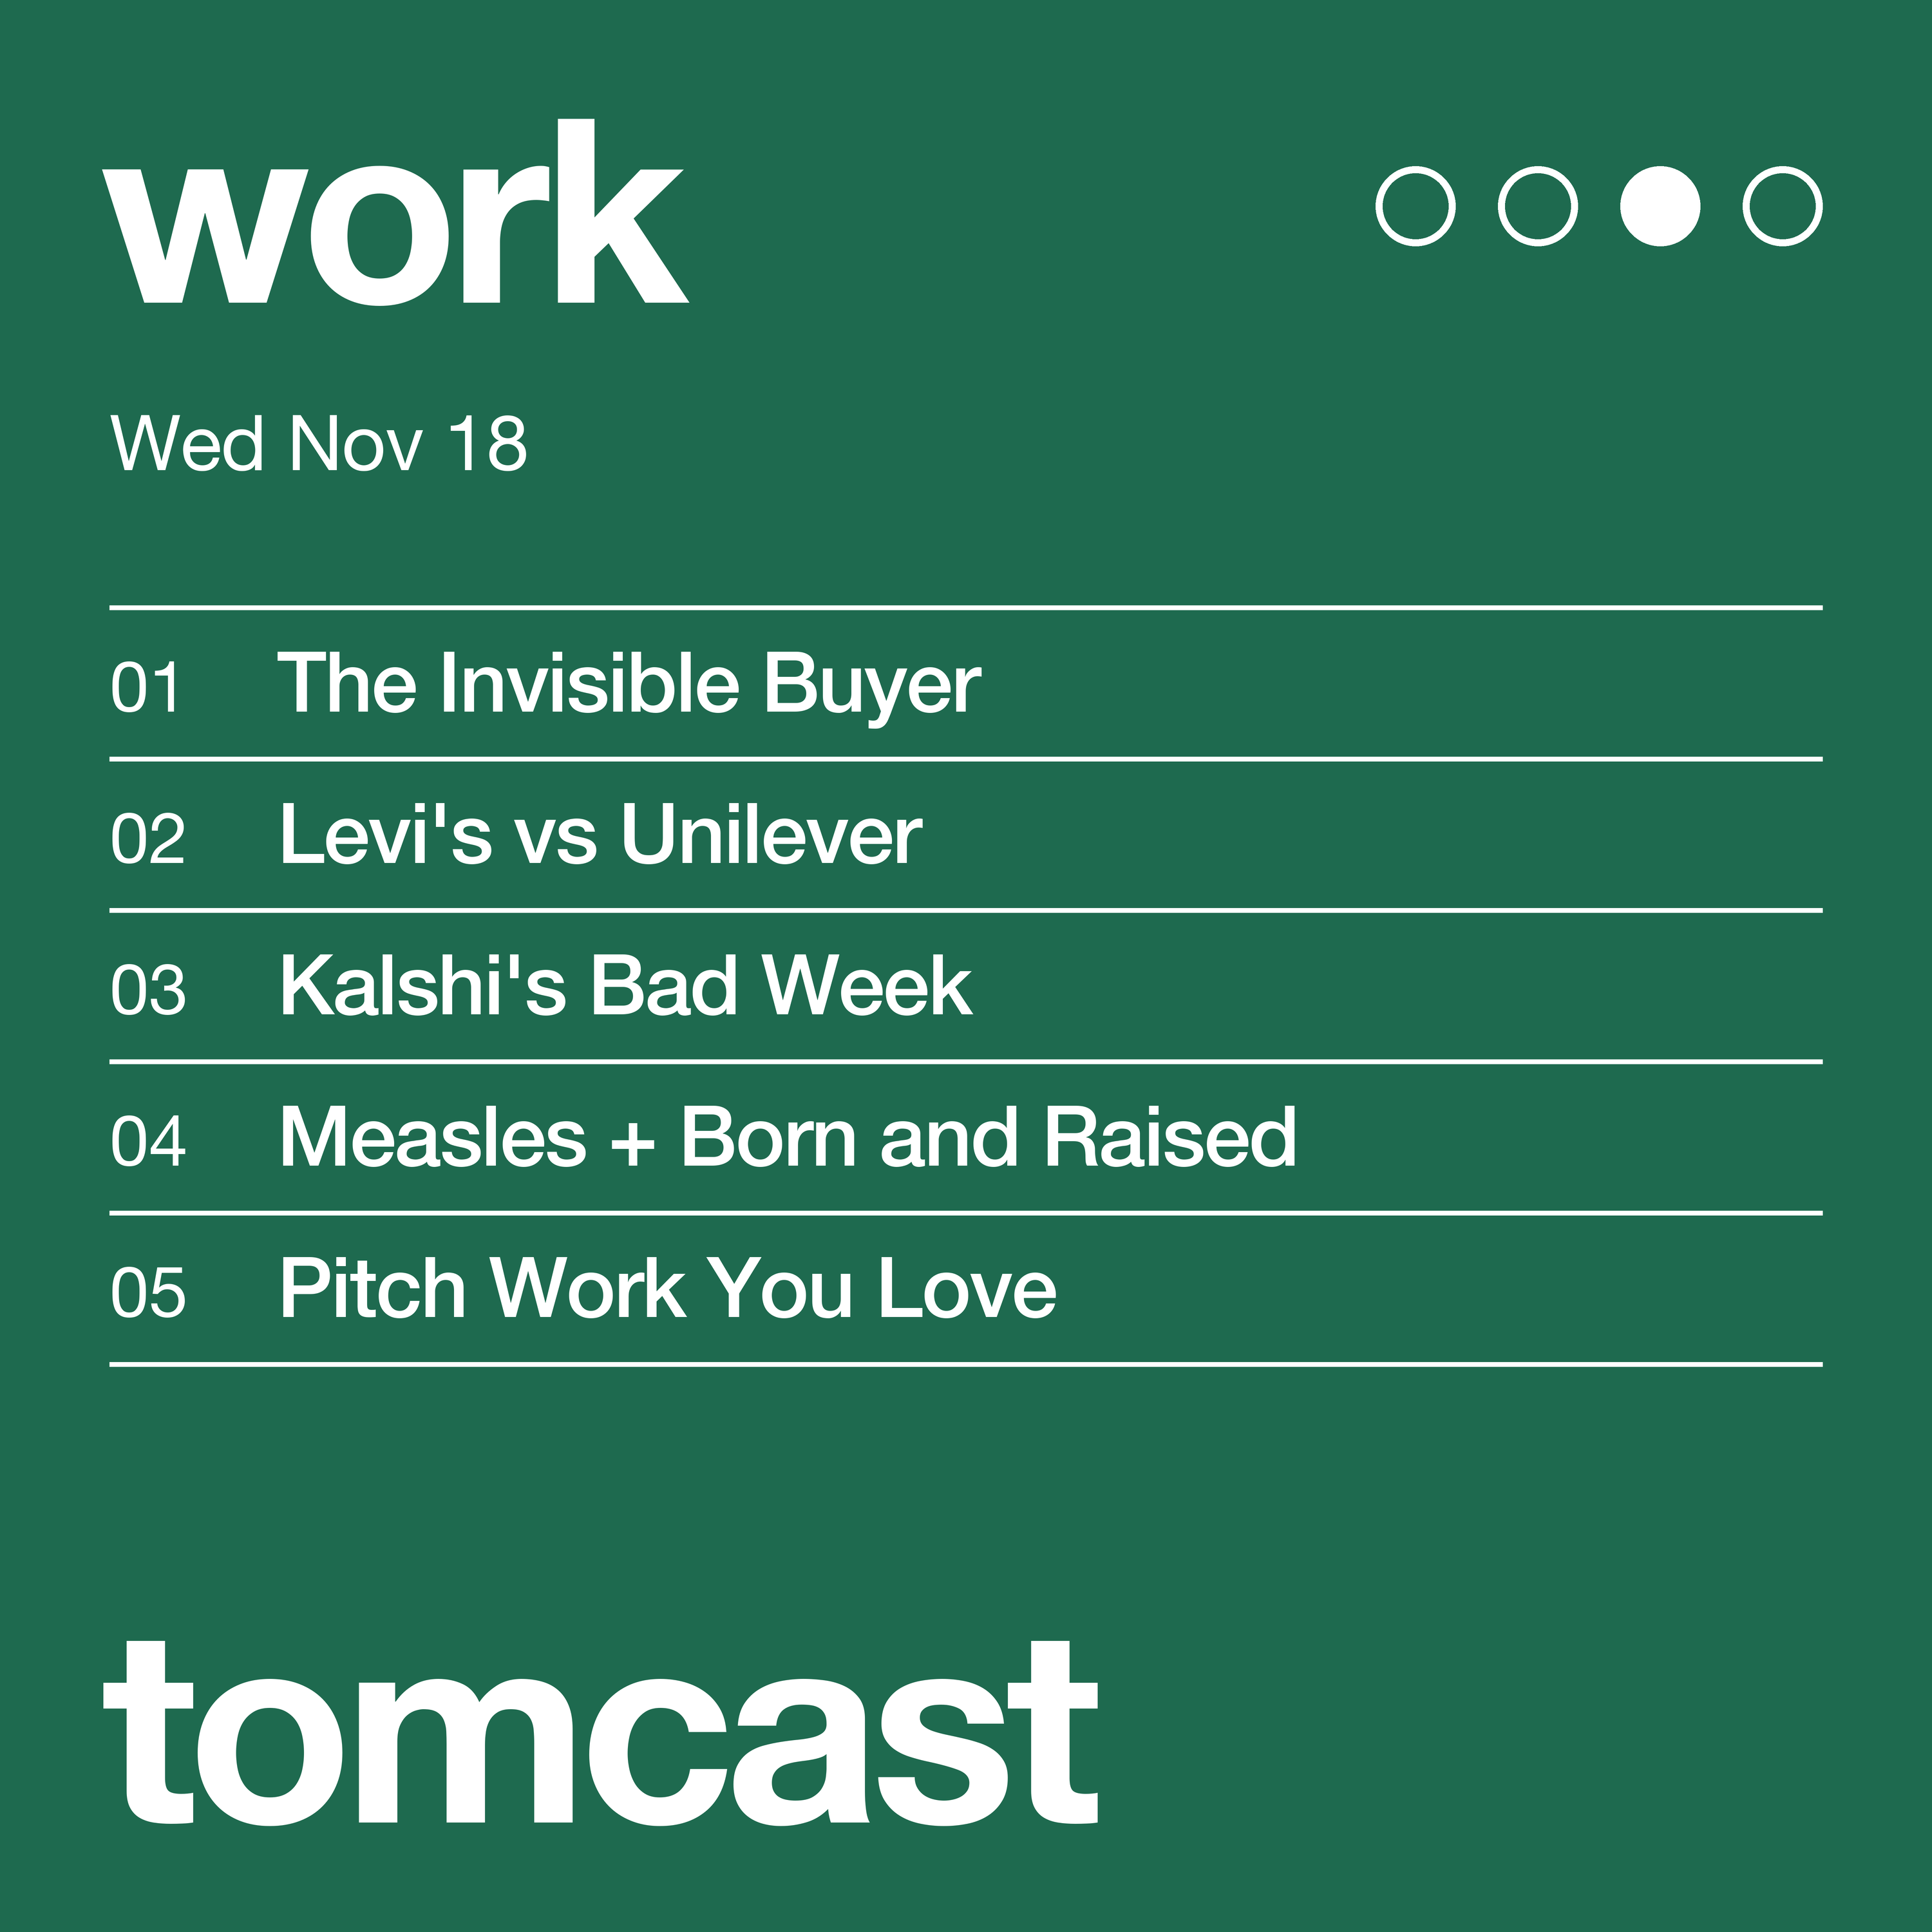 work
Wed Nov 18
01 The Invisible Buyer
02 Levi's vs Unilever
03 Kalshi's Bad Week
04 Measles + Born and Raised
05 Pitch Work You Love
tomcast